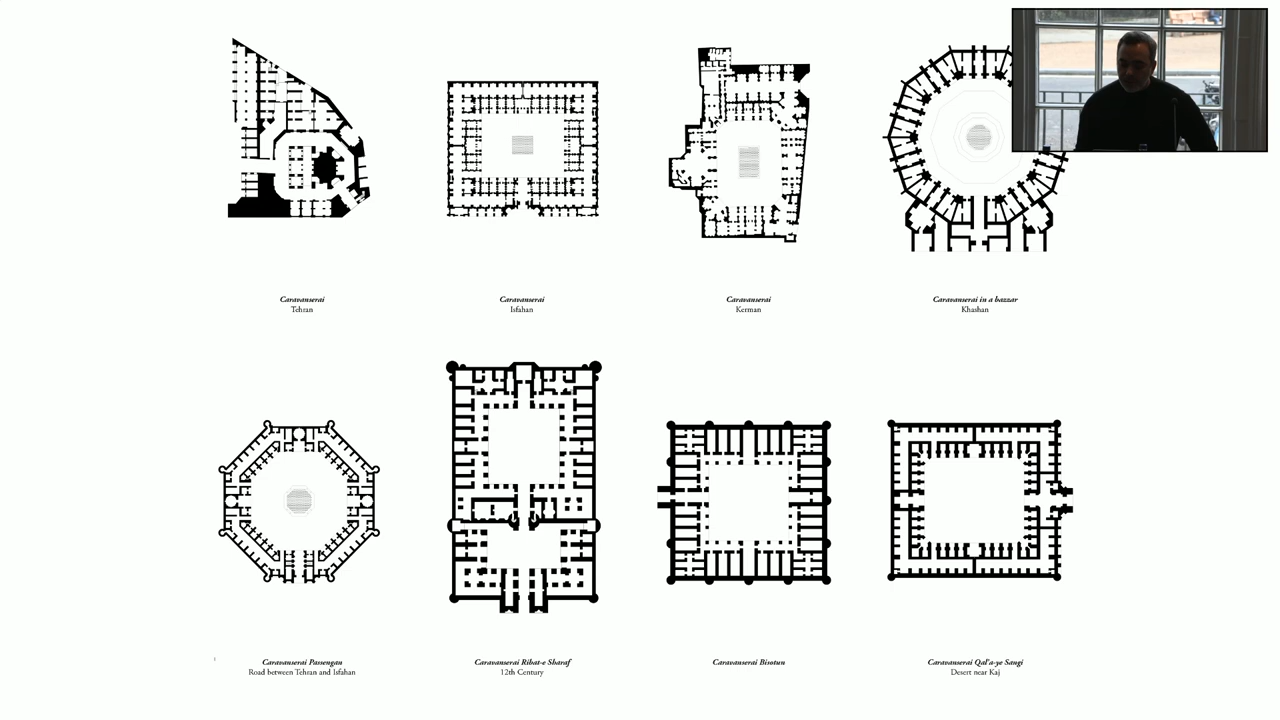 Caravanserai
Tehran
Caravanserai
Isfahan
Caravanserai
Kerman
Caravanserai in a bazzar
Khashan
Caravanserai Passengan
Road between Tehran and Isfahan
Caravanserai Ribat-e Sharaf
12th Century
Caravanserai Bisotun
Caravanserai Qal'a-ye Sangi
Desert near Kaj